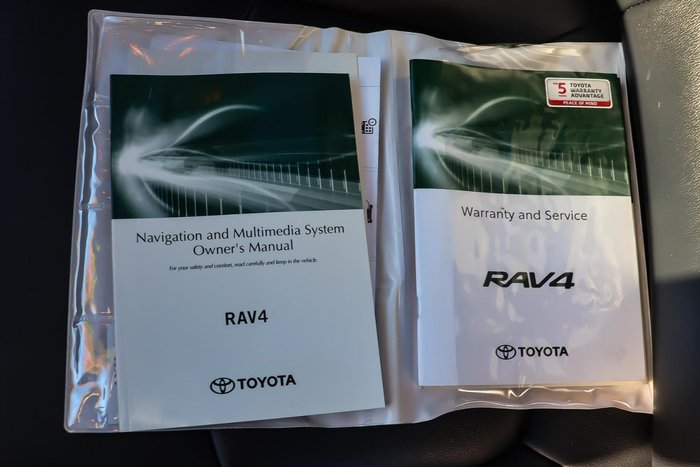 Navigation and Multimedia System
Owner's Manual
For your safety and comfort, read carefully and keep in the vehicle.
RAV4
TOYOTA
5
TOYOTA
WARRANTY
ADVANTAGE
PEACE OF MIND
Warranty and Service
RAV4
TOYOTA